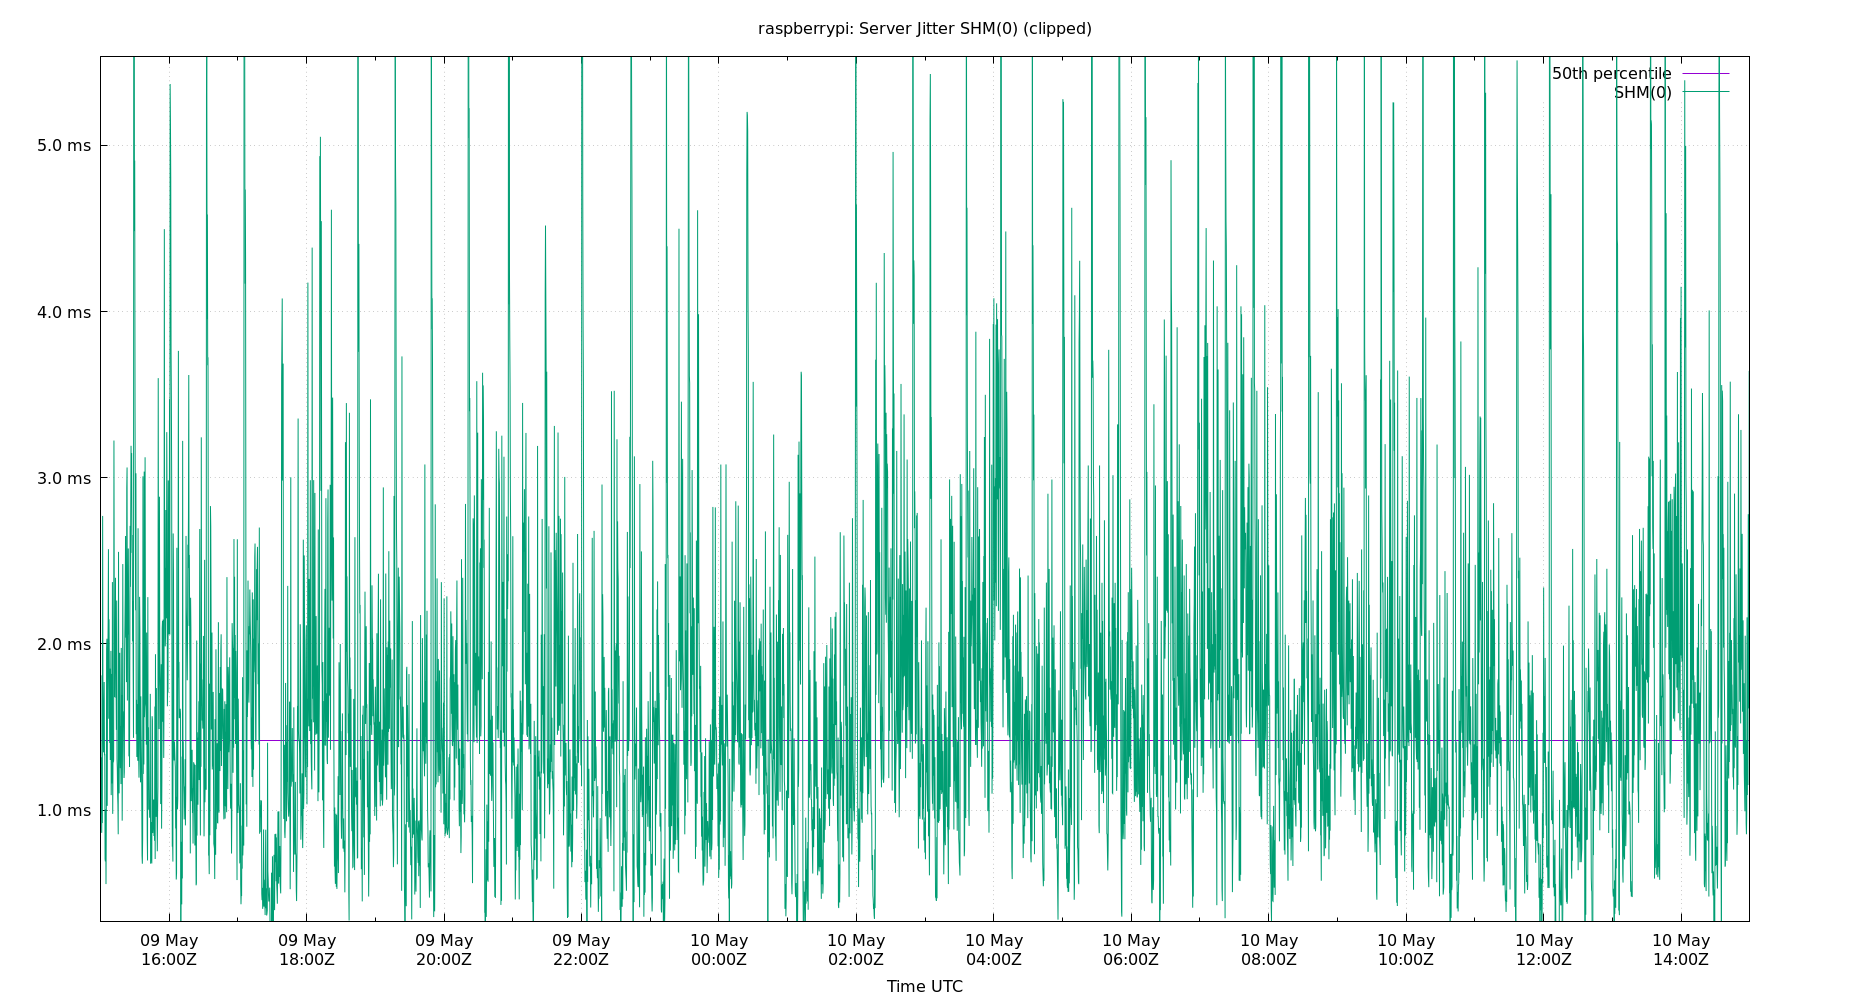 raspberrypi: Server Jitter SHM(0) (clipped)
50th percentile
SHM(0)
5.0 ms
4.0 ms
3.0 ms
2.0 ms
1.0 ms
09 May 09 May 09 May 09 May 10 May 10 May 10 May 10 May 10 May 10 May 10 May 10 May
16:00Z 18:00Z 20:00Z 22:00Z 00:00Z 02:00Z 04:00Z 06:00Z 08:00Z 10:00Z 12:00Z 14:00Z
Time UTC